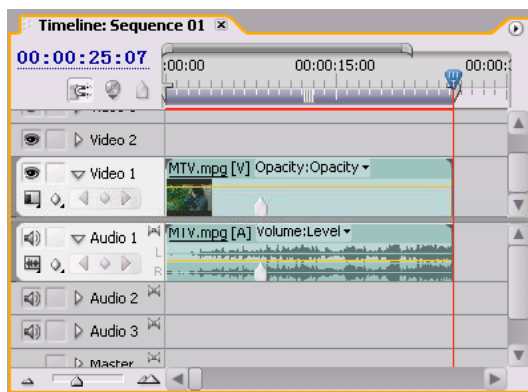 Timeline: Sequence 01
00:00:25:07
:00:00 00:00:15:00 00:00:
Video 2
Video 1
MTV.mpg [V] Opacity:Opacity
Audio 1
MTV.mpg [A] Volume:Level
L
R
Audio 2
Audio 3
Master